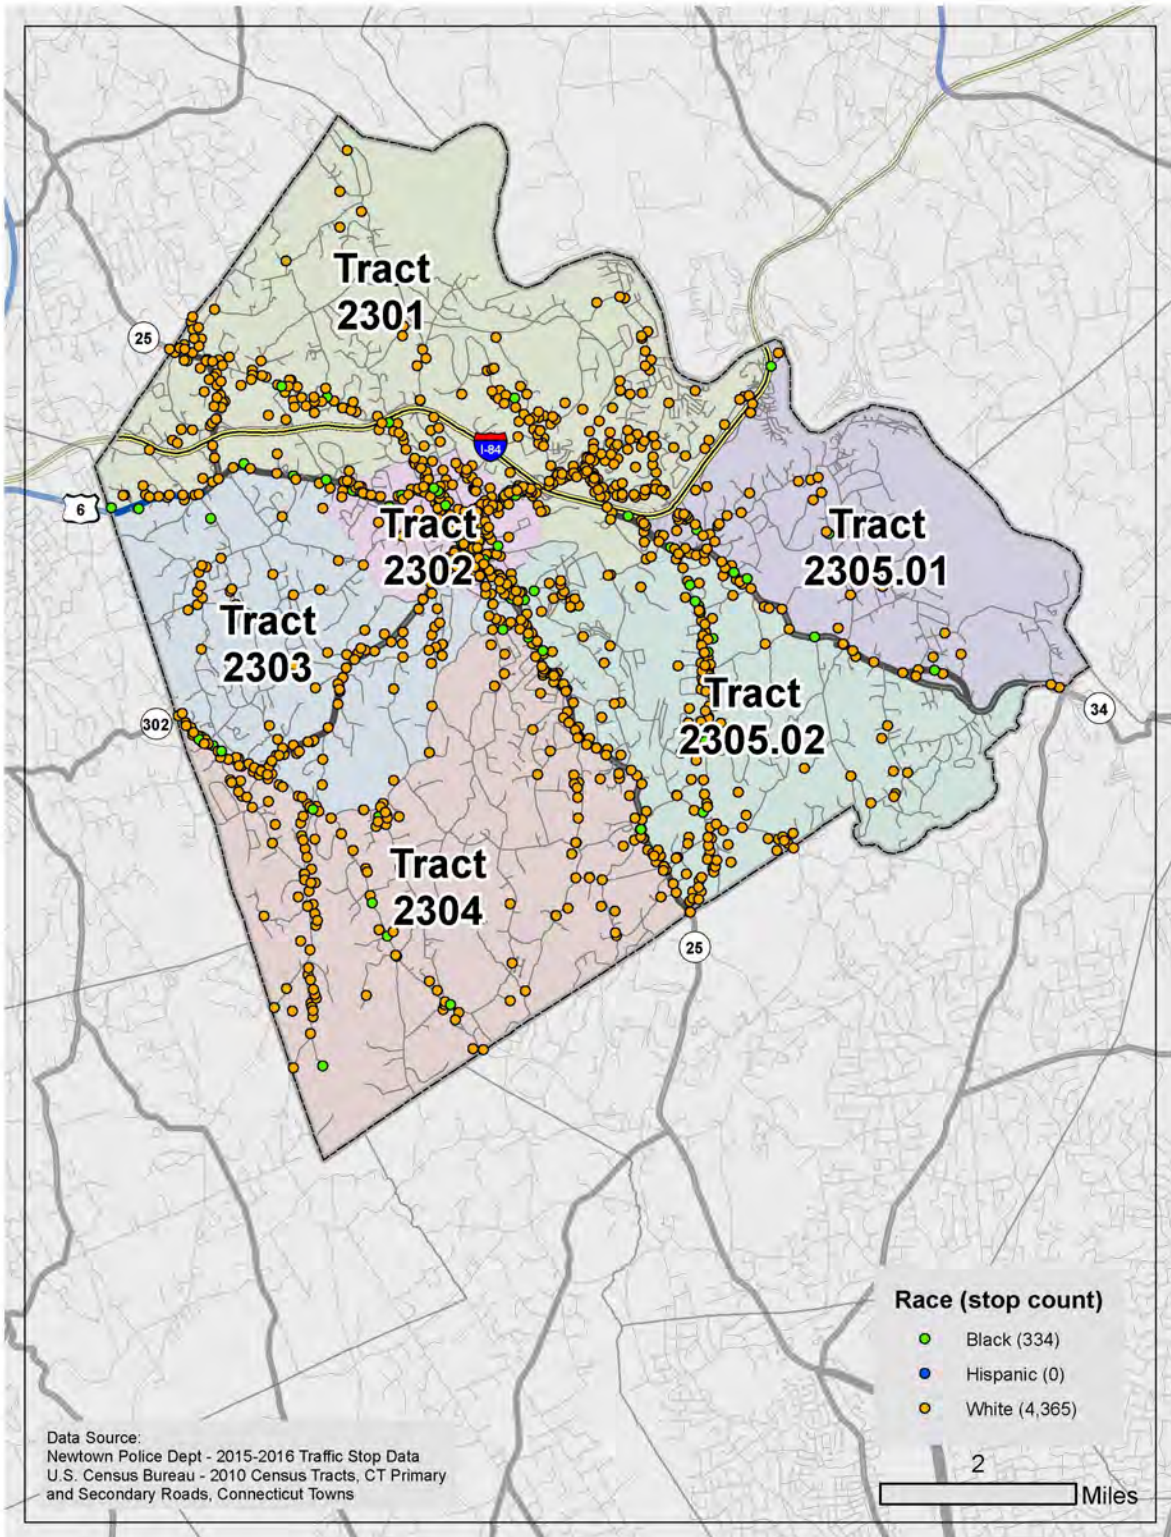 Tract
2301
25
I-84
6
Tract
2302
Tract
2305.01
Tract
2303
Tract
2305.02
302
34
Tract
2304
25
Race (stop count)
Black (334)
Hispanic (0)
White (4,365)
Data Source:
Newtown Police Dept - 2015-2016 Traffic Stop Data
U.S. Census Bureau - 2010 Census Tracts, CT Primary
and Secondary Roads, Connecticut Towns
2
Miles